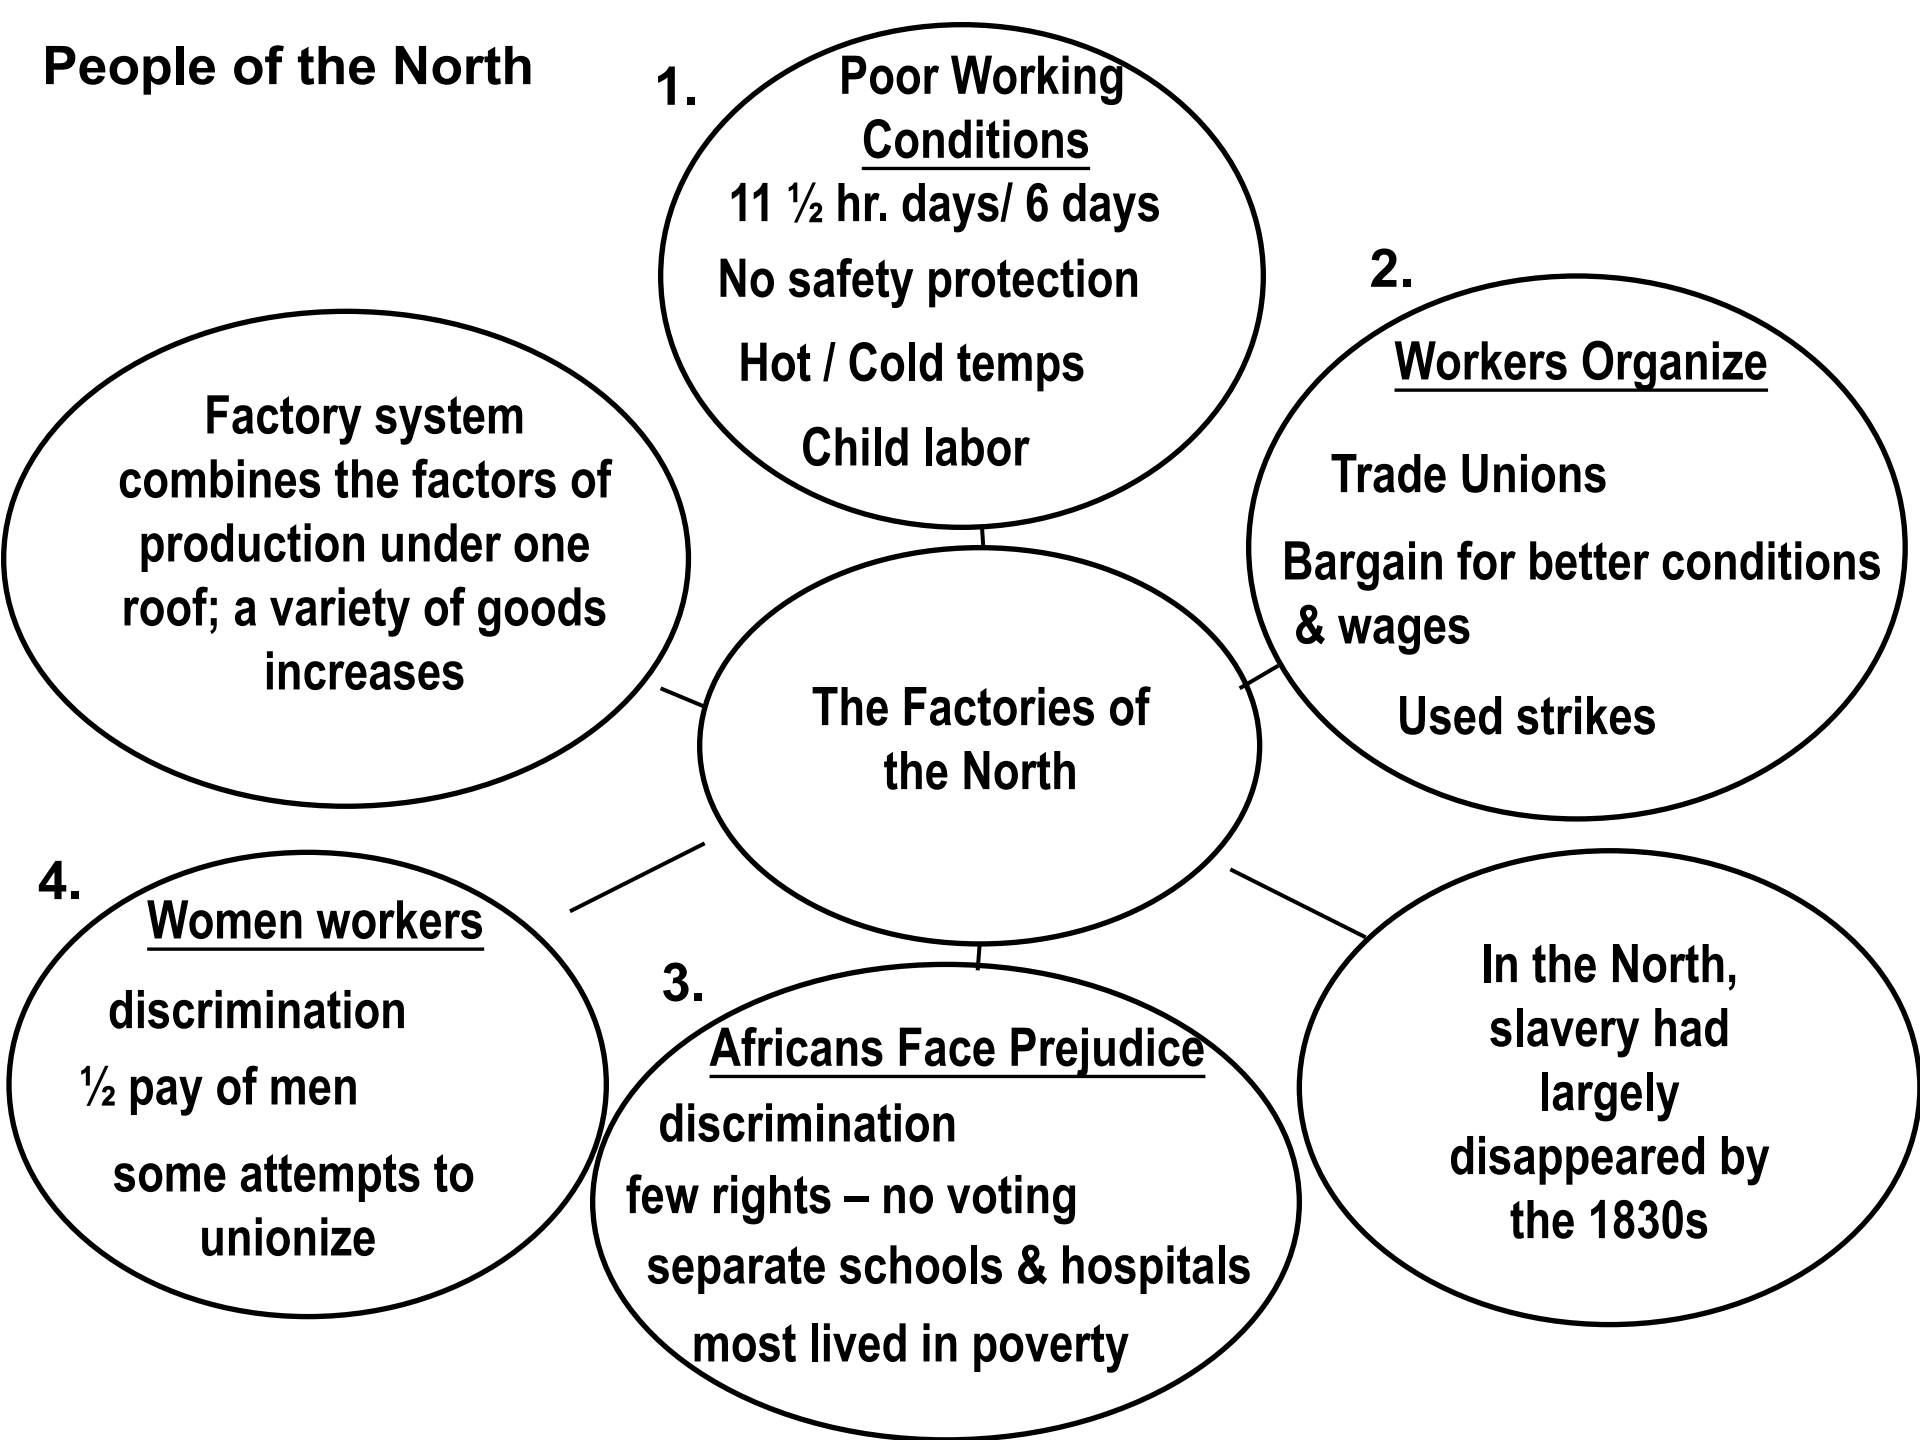 People of the North
1.
Poor Working
Conditions
11 ½ hr. days/ 6 days
No safety protection
Hot / Cold temps
Child labor
2.
Workers Organize
Trade Unions
Bargain for better conditions
& wages
Used strikes
Factory system
combines the factors of
production under one
roof; a variety of goods
increases
The Factories of
the North
4.
Women workers
discrimination
½ pay of men
some attempts to
unionize
3.
Africans Face Prejudice
discrimination
few rights – no voting
separate schools & hospitals
most lived in poverty
In the North,
slavery had
largely
disappeared by
the 1830s